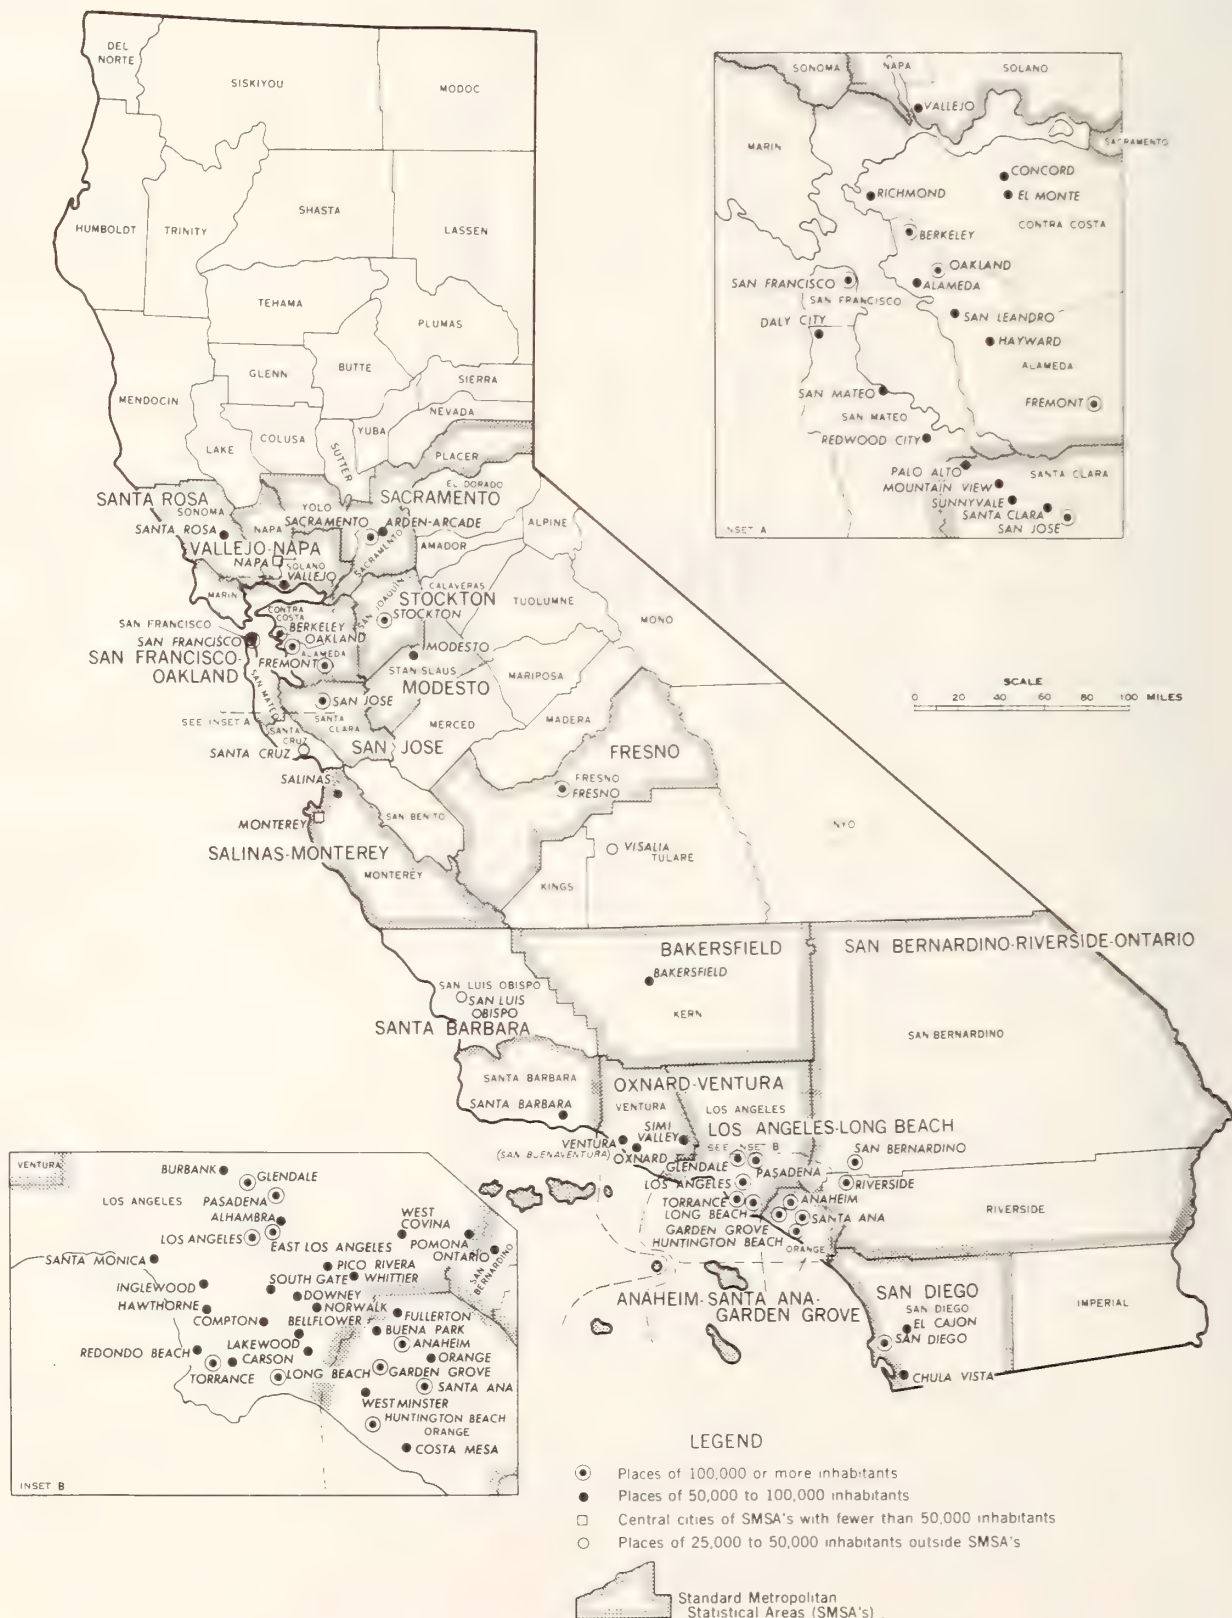 DEL
NORTE
SISKIYOU
MODOC
HUMBOLDT
TRINITY
SHASTA
LASSEN
TEHAMA
PLUMAS
BUTTE
GLENN
SIERRA
MENDOCIN
NEVADA
LAKE
COLUSA
SUTTER
YUBA
PLACER
EL DORADO
SANTA ROSA
SONOMA
SANTA ROSA
NAPA
YOLO
SACRAMENTO
SACRAMENTO
ARDEN-ARCADE
SACRAMENTO
ALPINE
AMADOR
VALLEJO-NAPA
NAPA
SOLANO
VALLEJO
MARIN
CALAVERAS
SAN JOAQUIN
STOCKTON
STOCKTON
TUOLUMNE
MONO
CONTRA
COSTA
SAN FRANCISCO
SAN FRANCISCO
BERKELEY
OAKLAND
ALAMEDA
FREMONT
SAN FRANCISCO-
OAKLAND
MODESTO
STANISLAUS
MODESTO
MARIPOSA
SAN MATEO
SAN JOSE
SEE INSET A
SANTA
CLARA
SANTA
CRUZ
SANTA CRUZ
SAN JOSE
MERCED
MADERA
FRESNO
FRESNO
FRESNO
SALINAS
MONTEREY
SAN BENITO
SALINAS-MONTEREY
MONTEREY
VISALIA
TULARE
KINGS
NYO
BAKERSFIELD
BAKERSFIELD
KERN
SAN BERNARDINO-RIVERSIDE-ONTARIO
SAN BERNARDINO
SAN LUIS OBISPO
SAN LUIS
OBISPO
SANTA BARBARA
SANTA BARBARA
SANTA BARBARA
OXNARD-VENTURA
VENTURA
LOS ANGELES
SIMI
VALLEY
LOS ANGELES-LONG BEACH
VENTURA
(SAN BUENAVENTURA)
OXNARD
SEE INSET B
GLENDALE
PASADENA
SAN BERNARDINO
LOS ANGELES
RIVERSIDE
TORRANCE
ANAHEIM
LONG BEACH
SANTA ANA
GARDEN GROVE
HUNTINGTON BEACH
ORANGE
RIVERSIDE
ANAHEIM-SANTA ANA-
GARDEN GROVE
SAN DIEGO
SAN DIEGO
EL CAJON
SAN DIEGO
CHULA VISTA
IMPERIAL
SONOMA
NAPA
SOLANO
VALLEJO
MARIN
SACRAMENTO
CONCORD
EL MONTE
RICHMOND
CONTRA COSTA
BERKELEY
OAKLAND
SAN FRANCISCO
ALAMEDA
SAN FRANCISCO
DALY CITY
SAN LEANDRO
HAYWARD
ALAMEDA
SAN MATEO
FREMONT
SAN MATEO
REDWOOD CITY
PALO ALTO
SANTA CLARA
MOUNTAIN VIEW
SUNNYVALE
SANTA CLARA
SAN JOSE
INSET A
SCALE
0 20 40 60 80 100 MILES
VENTURA
BURBANK
GLENDALE
LOS ANGELES
PASADENA
ALHAMBRA
LOS ANGELES
EAST LOS ANGELES
WEST
COVINA
POMONA
ONTARIO
SAN
BERNARDINO
SANTA MONICA
PICO RIVERA
SOUTH GATE
WHITTIER
INGLEWOOD
DOWNEY
HAWTHORNE
NORWALK
COMPTON
BELLFLOWER
FULLERTON
BUENA PARK
LAKEWOOD
ANAHEIM
REDONDO BEACH
CARSON
ORANGE
TORRANCE
LONG BEACH
GARDEN GROVE
SANTA ANA
WESTMINSTER
HUNTINGTON BEACH
ORANGE
COSTA MESA
INSET B
LEGEND
Places of 100,000 or more inhabitants
Places of 50,000 to 100,000 inhabitants
Central cities of SMSA's with fewer than 50,000 inhabitants
Places of 25,000 to 50,000 inhabitants outside SMSA's
Standard Metropolitan
Statistical Areas (SMSA's)